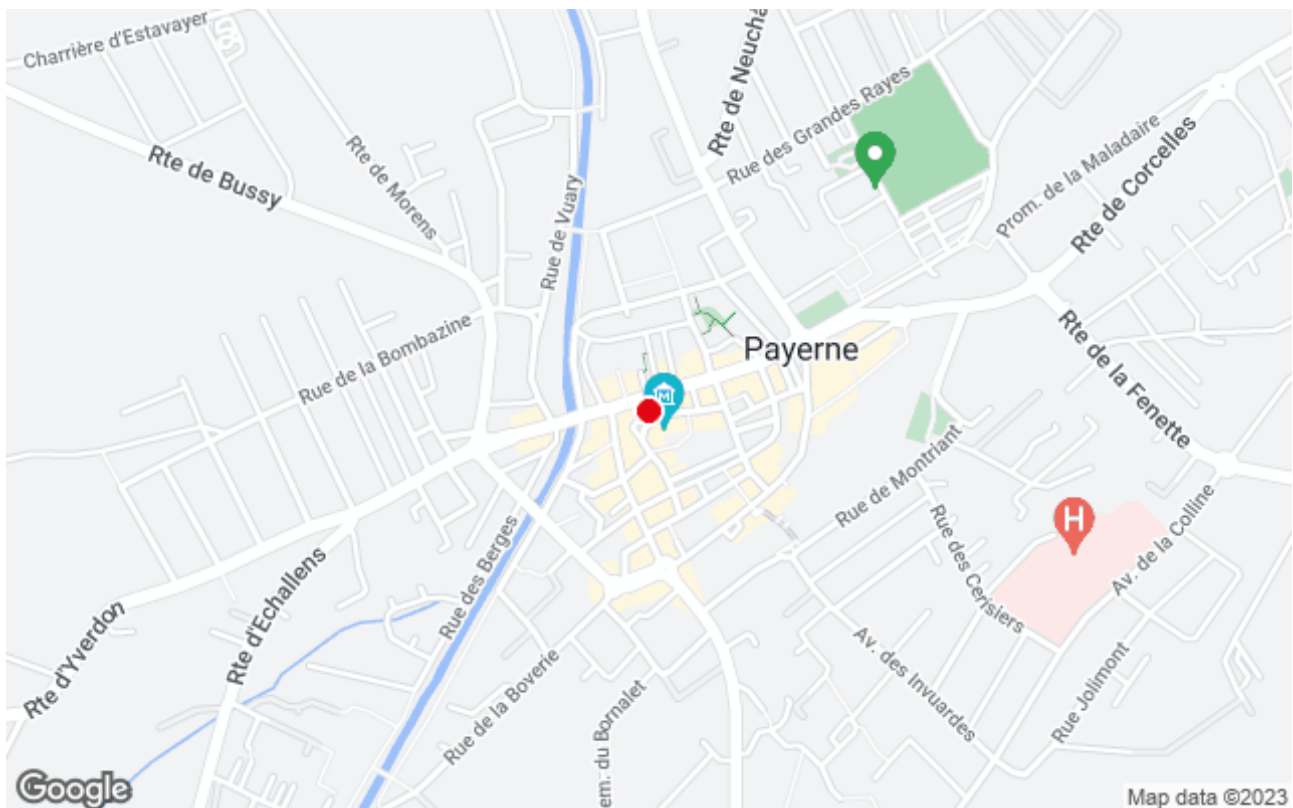 Charrière d'Estavayer
Rte de Bussy
Rte de Morens
Rue de Vuary
Rte de Neuchâ
Rue des Grandes Rayes
Prom. de la Maladaire
Rte de Corcelles
Rue de la Bombazine
M
Payerne
Rte de la Fenette
Rue de Montriant
H
Rue des Cerisiers
Av. de la Colline
Rue des Berges
Rte d'Yverdon
Rte d'Echallens
Rue de la Boverie
em. du Bornalet
Av. des Invuardes
Rue Jolimont
Google
Map data ©2023